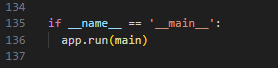 134
135 if __name__ == '__main__':
136   app.run(main)
137